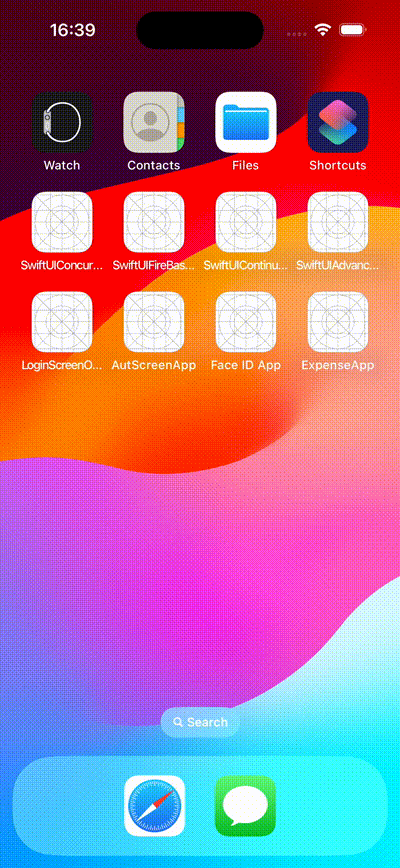 16:39
Watch Contacts Files Shortcuts
SwiftUIConcur... SwiftUIFireBas... SwiftUIContinu... SwiftUIAdvanc...
LoginScreenO... AutScreenApp Face ID App ExpenseApp
Search